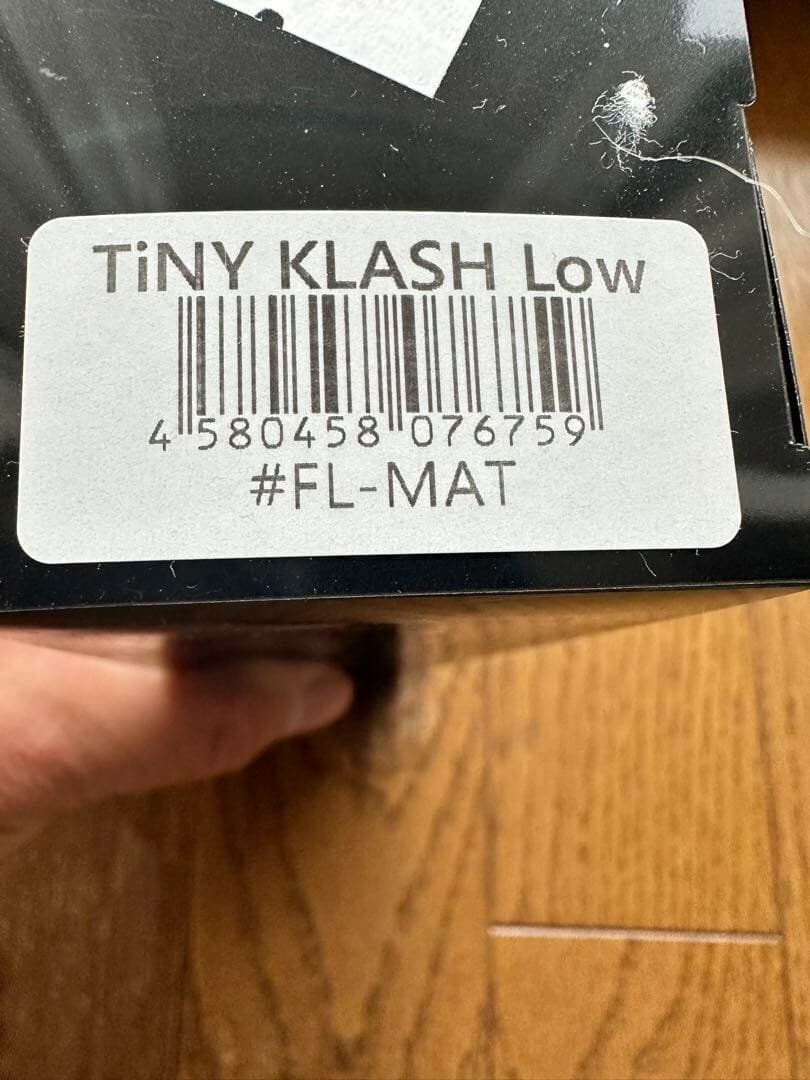 TiNY KLASH Low
4 580458 076759
#FL-MAT